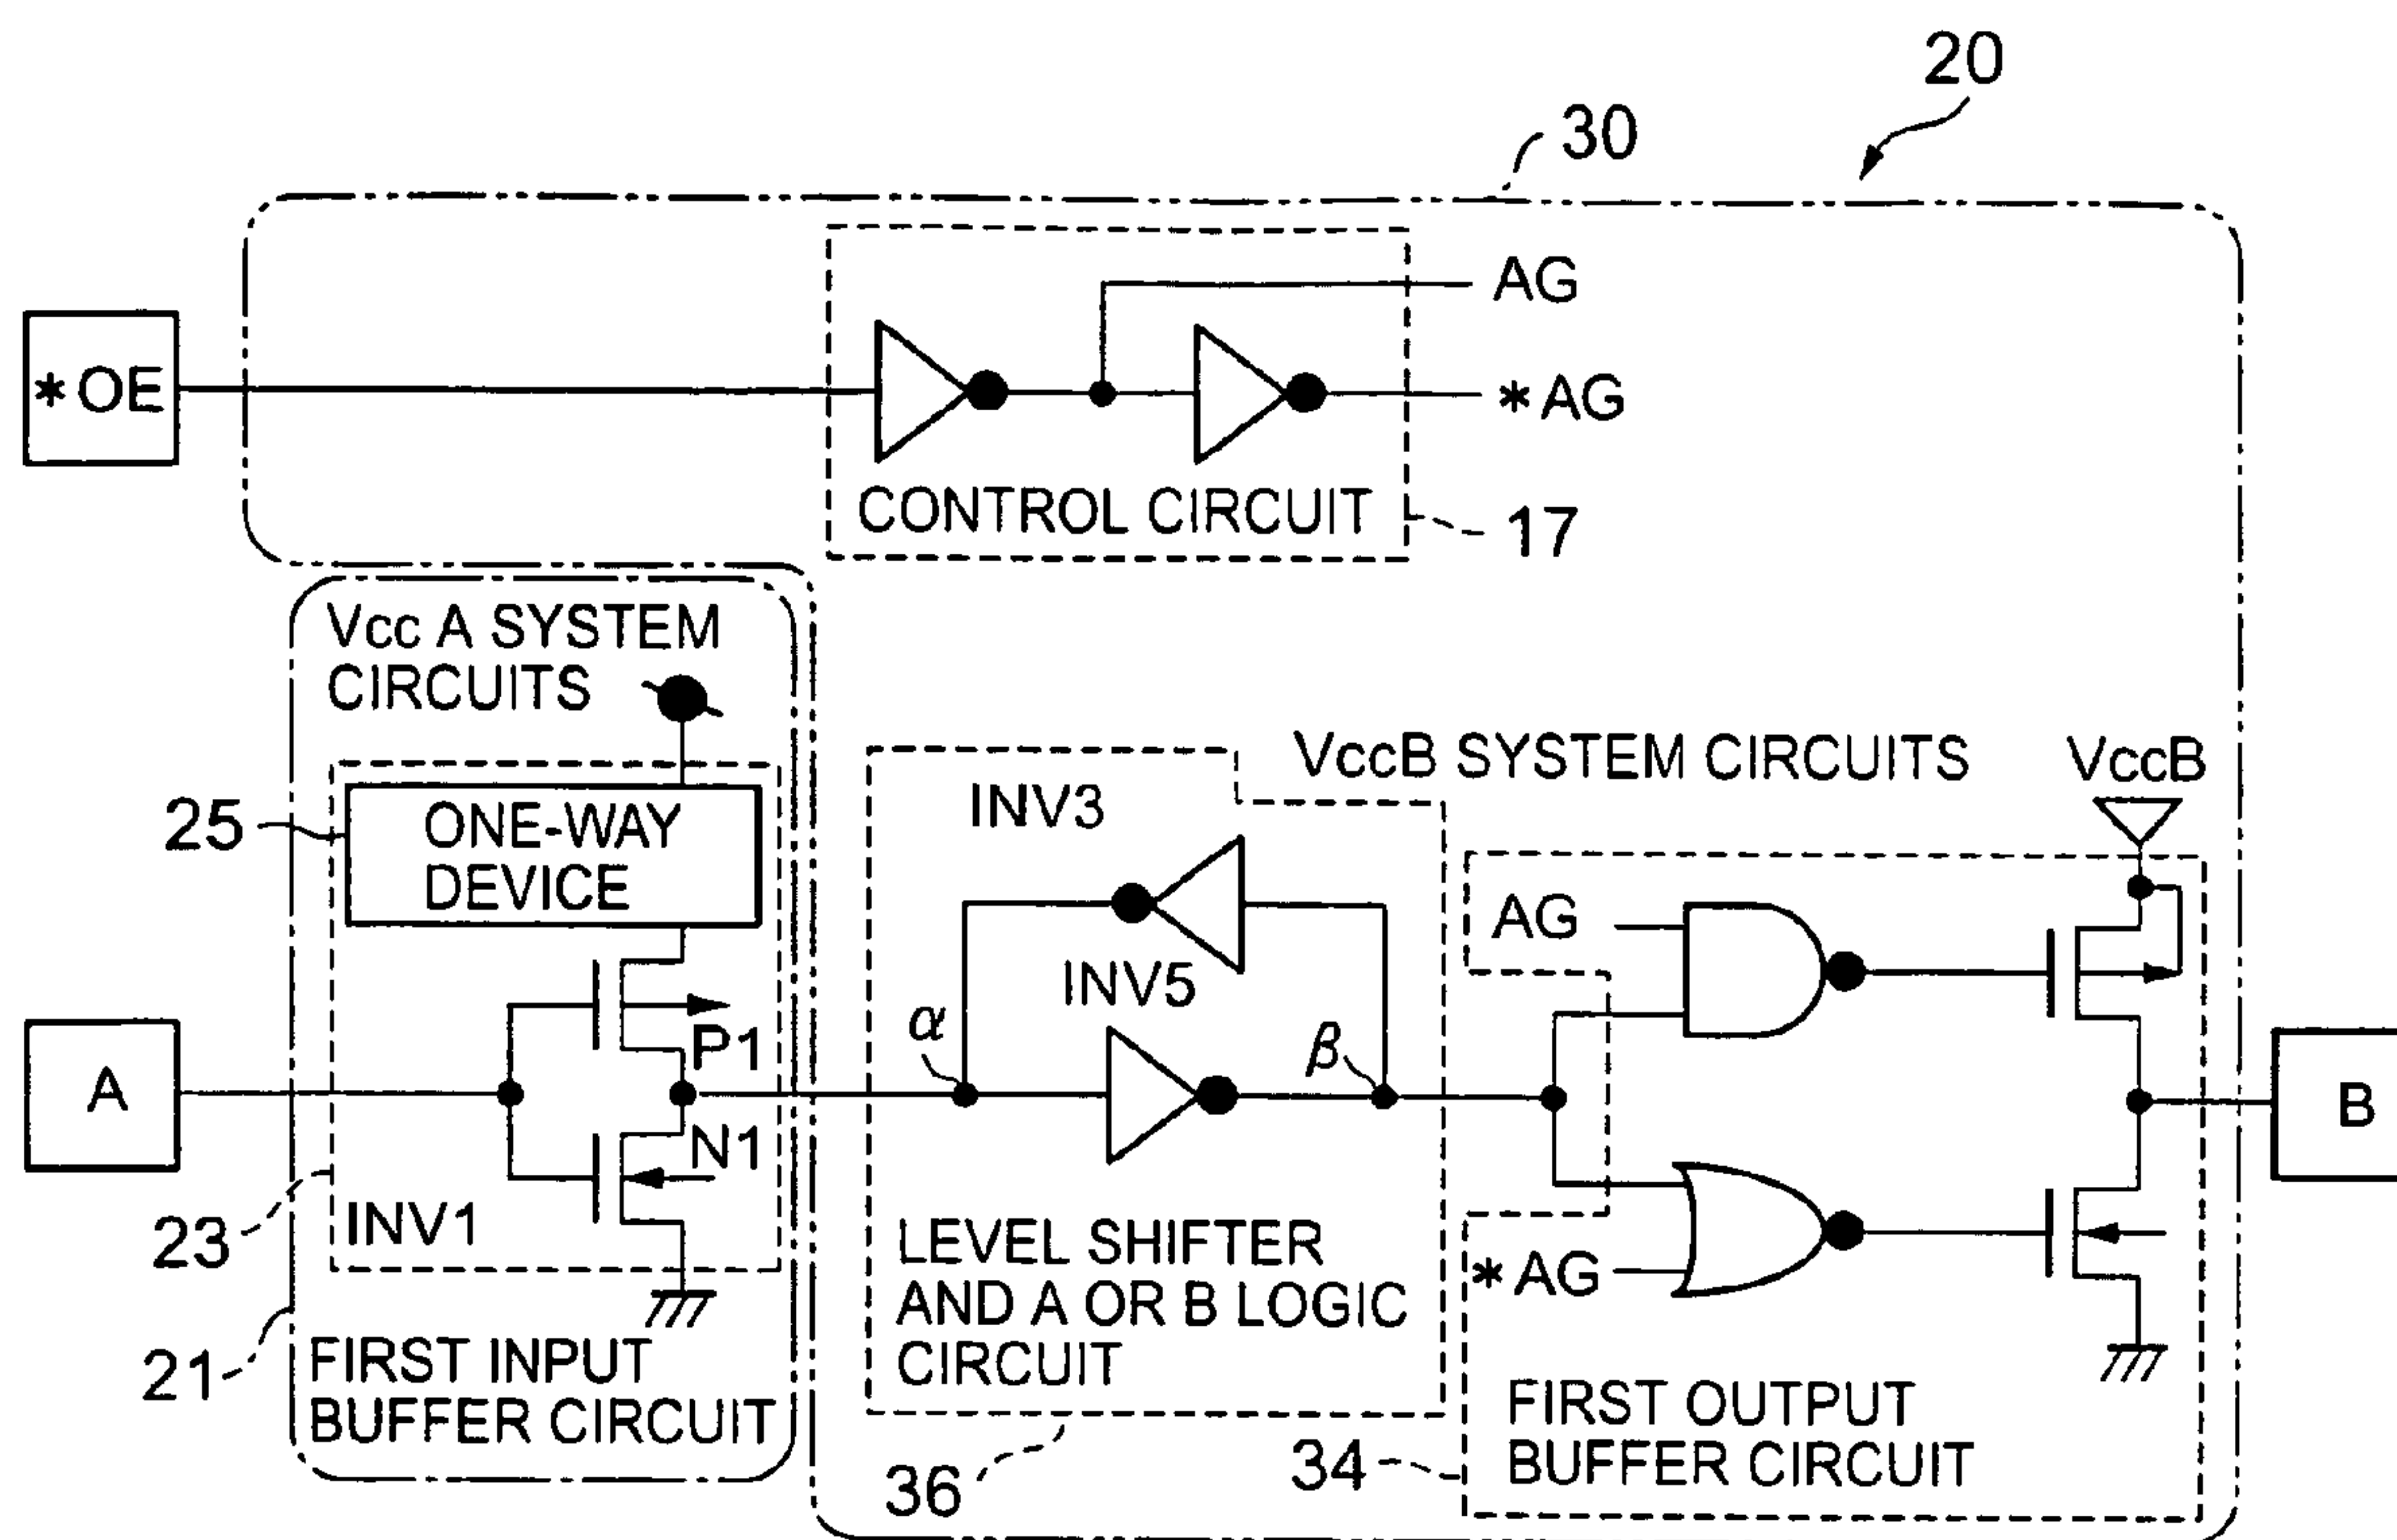 20
30
AG
*OE
*AG
CONTROL CIRCUIT
17
Vcc A SYSTEM
CIRCUITS
VccB SYSTEM CIRCUITS
VccB
25
ONE-WAY
DEVICE
INV3
AG
INV5
α
β
P1
A
B
N1
23
INV1
LEVEL SHIFTER
AND A OR B LOGIC
CIRCUIT
*AG
21
FIRST INPUT
BUFFER CIRCUIT
36
34
FIRST OUTPUT
BUFFER CIRCUIT